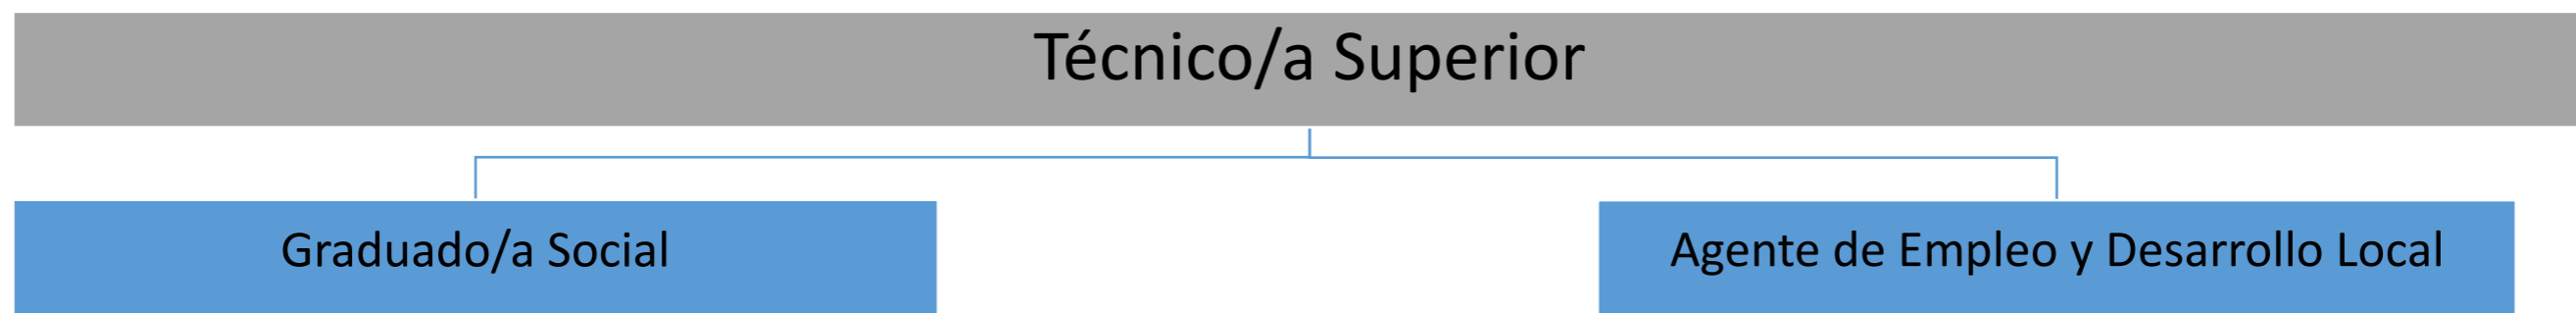 Técnico/a Superior
Graduado/a Social
Agente de Empleo y Desarrollo Local